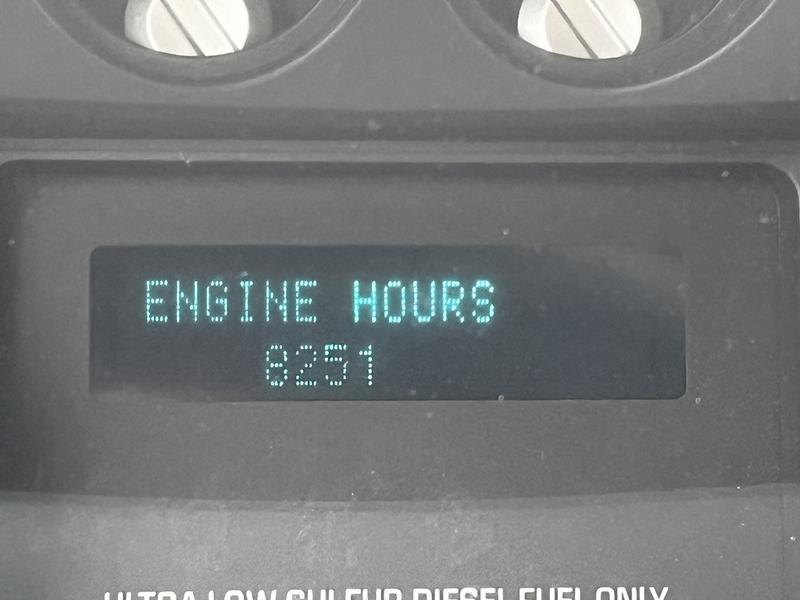 ENGINE HOURS
8251
ULTRA LOW SULFUR DIESEL FUEL ONLY